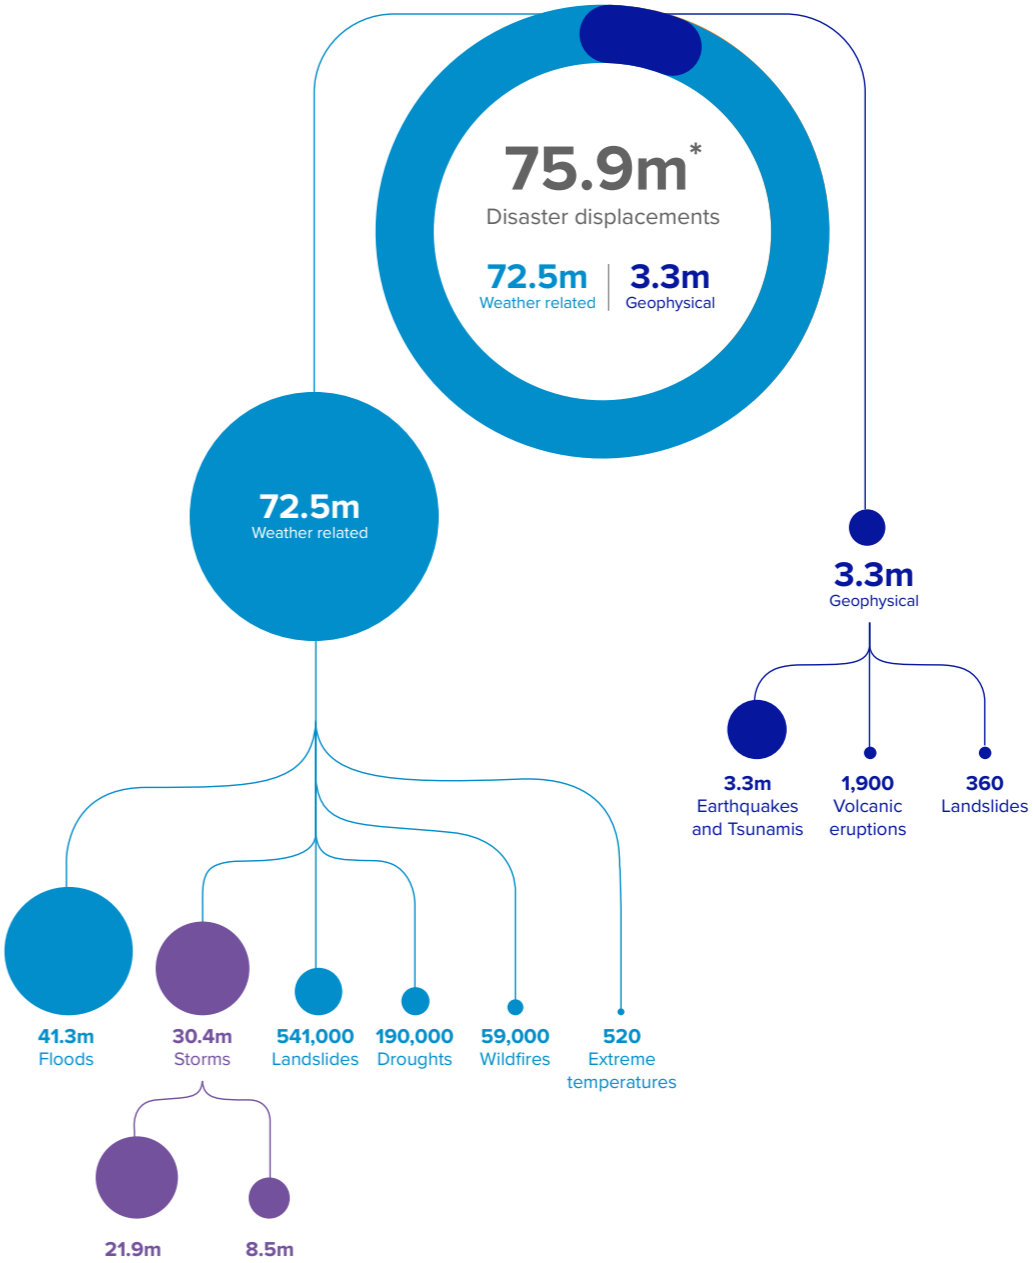 75.9m*
Disaster displacements
72.5m
Weather related
3.3m
Geophysical
72.5m
Weather related
3.3m
Geophysical
3.3m
Earthquakes
and Tsunamis
1,900
Volcanic
eruptions
360
Landslides
41.3m
Floods
30.4m
Storms
541,000
Landslides
190,000
Droughts
59,000
Wildfires
520
Extreme
temperatures
21.9m
8.5m